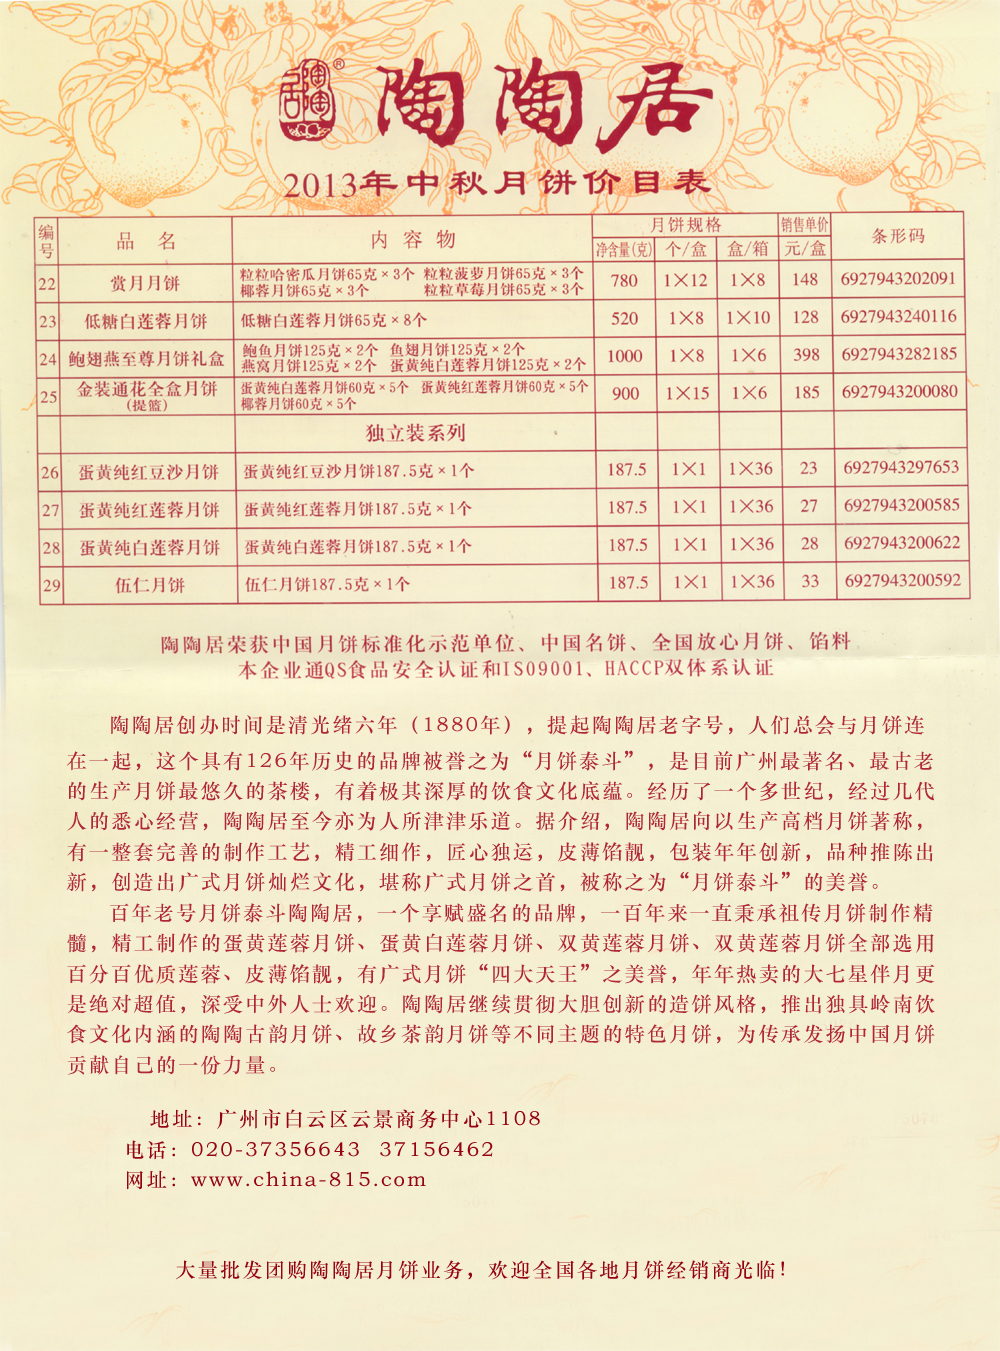 陶陶居®
陶陶居
2013年中秋月饼价目表
编号 品名 内容物 月饼规格 销售单价 条形码
净含量(克) 个/盒 盒/箱 元/盒
22 赏月月饼 粒粒哈密瓜月饼65克×3个 粒粒菠萝月饼65克×3个 780 1×12 1×8 148 6927943202091
椰蓉月饼65克×3个 粒粒草莓月饼65克×3个
23 低糖白莲蓉月饼 低糖白莲蓉月饼65克×8个 520 1×8 1×10 128 6927943240116
24 鲍翅燕至尊月饼礼盒 鲍鱼月饼125克×2个 鱼翅月饼125克×2个 1000 1×8 1×6 398 6927943282185
燕窝月饼125克×2个 蛋黄纯白莲蓉月饼125克×2个
25 金装通花全盒月饼 蛋黄纯白莲蓉月饼60克×5个 蛋黄纯红莲蓉月饼60克×5个 900 1×15 1×6 185 6927943200080
(提篮) 椰蓉月饼60克×5个
独立装系列
26 蛋黄纯红豆沙月饼 蛋黄纯红豆沙月饼187.5克×1个 187.5 1×1 1×36 23 6927943297653
27 蛋黄纯红莲蓉月饼 蛋黄纯红莲蓉月饼187.5克×1个 187.5 1×1 1×36 27 6927943200585
28 蛋黄纯白莲蓉月饼 蛋黄纯白莲蓉月饼187.5克×1个 187.5 1×1 1×36 28 6927943200622
29 伍仁月饼 伍仁月饼187.5克×1个 187.5 1×1 1×36 33 6927943200592
陶陶居荣获中国月饼标准化示范单位、中国名饼、全国放心月饼、馅料
本企业通QS食品安全认证和ISO9001、HACCP双体系认证
陶陶居创办时间是清光绪六年（1880年），提起陶陶居老字号，人们总会与月饼连
在一起，这个具有126年历史的品牌被誉之为“月饼泰斗”，是目前广州最著名、最古老
的生产月饼最悠久的茶楼，有着极其深厚的饮食文化底蕴。经历了一个多世纪，经过几代
人的悉心经营，陶陶居至今亦为人所津津乐道。据介绍，陶陶居向以生产高档月饼著称，
有一整套完善的制作工艺，精工细作，匠心独运，皮薄馅靓，包装年年创新，品种推陈出
新，创造出广式月饼灿烂文化，堪称广式月饼之首，被称之为“月饼泰斗”的美誉。
百年老号月饼泰斗陶陶居，一个享赋盛名的品牌，一百年来一直秉承祖传月饼制作精
髓，精工制作的蛋黄莲蓉月饼、蛋黄白莲蓉月饼、双黄莲蓉月饼、双黄莲蓉月饼全部选用
百分百优质莲蓉、皮薄馅靓，有广式月饼“四大天王”之美誉，年年热卖的大七星伴月更
是绝对超值，深受中外人士欢迎。陶陶居继续贯彻大胆创新的造饼风格，推出独具岭南饮
食文化内涵的陶陶古韵月饼、故乡茶韵月饼等不同主题的特色月饼，为传承发扬中国月饼
贡献自己的一份力量。
地址：广州市白云区云景商务中心1108
电话：020-37356643 37156462
网址：www.china-815.com
大量批发团购陶陶居月饼业务，欢迎全国各地月饼经销商光临！